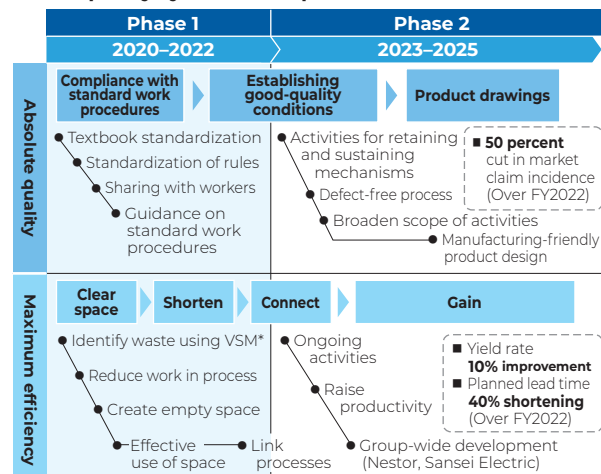 Phase 1
Phase 2
2020–2022
2023–2025
Absolute quality
Compliance with
standard work
procedures
Establishing
good-quality
conditions
Product drawings
Textbook standardization
Standardization of rules
Sharing with workers
Guidance on
standard work
procedures
Activities for retaining
and sustaining
mechanisms
Defect-free process
Broaden scope of activities
Manufacturing-friendly
product design
■ 50 percent
cut in market
claim incidence
(Over FY2022)
Maximum efficiency
Clear
space
Shorten
Connect
Gain
Identify waste using VSM*
Reduce work in process
Create empty space
Effective
use of space
Link
processes
Ongoing
activities
Raise
productivity
Group-wide development
(Nestor, Sansei Electric)
■ Yield rate
10% improvement
■ Planned lead time
40% shortening
(Over FY2022)